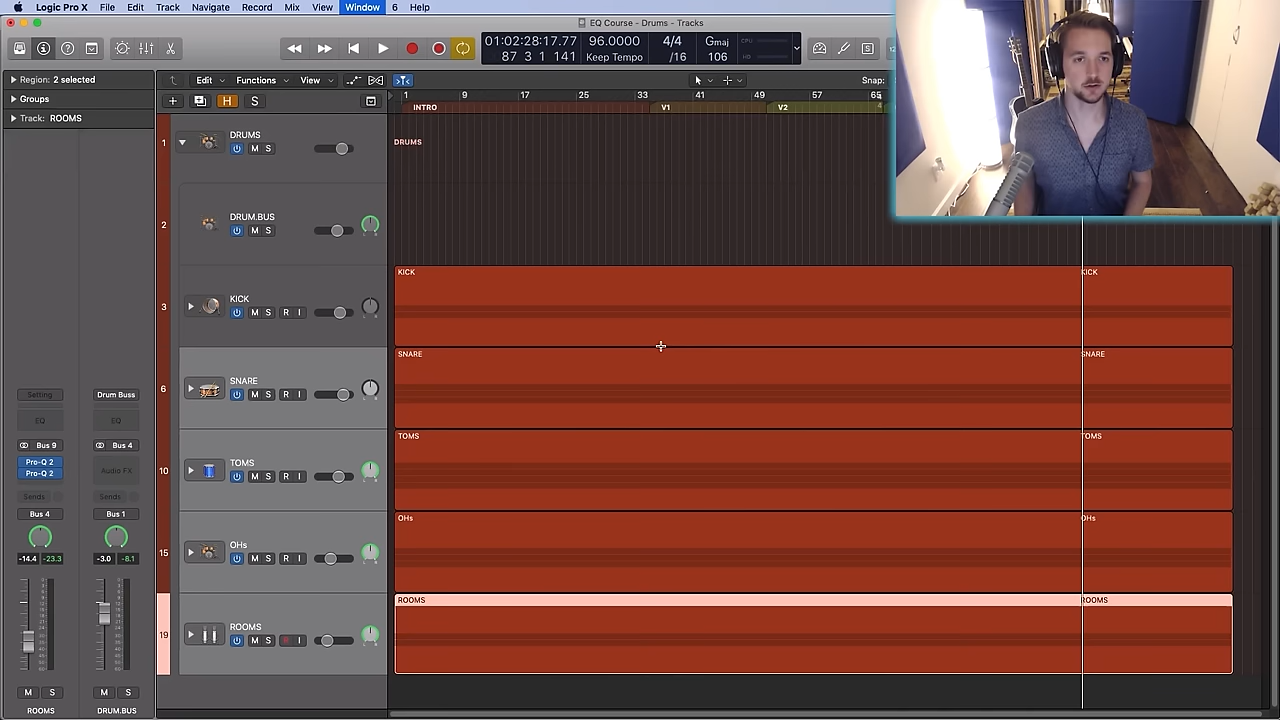 Logic Pro X File Edit Track Navigate Record Mix View Window 6 Help
EQ Course - Drums - Tracks
01:02:28:17.77 96.0000 4/4 Gmaj CPU
87 3 1 141 Keep Tempo /16 106 HD
Region: 2 selected
Edit Functions View Snap:
Groups
H S
1 9 17 25 33 41 49 57 65
Track: ROOMS
INTRO V1 V2
1 DRUMS
M S
DRUMS
2 DRUM.BUS
M S
3 KICK
M S R I
KICK KICK
6 SNARE
M S R I
SNARE SNARE
10 TOMS
M S R I
TOMS TOMS
15 OHs
M S R I
OHs OHs
19 ROOMS
M S R I
ROOMS ROOMS
Setting Drum Buss
EQ EQ
Bus 9 Bus 4
Pro-Q 2
Pro-Q 2 Audio FX
Sends Sends
Bus 4 Bus 1
-14.4 -23.3 -3.0 -8.1
M S M S
ROOMS DRUM.BUS